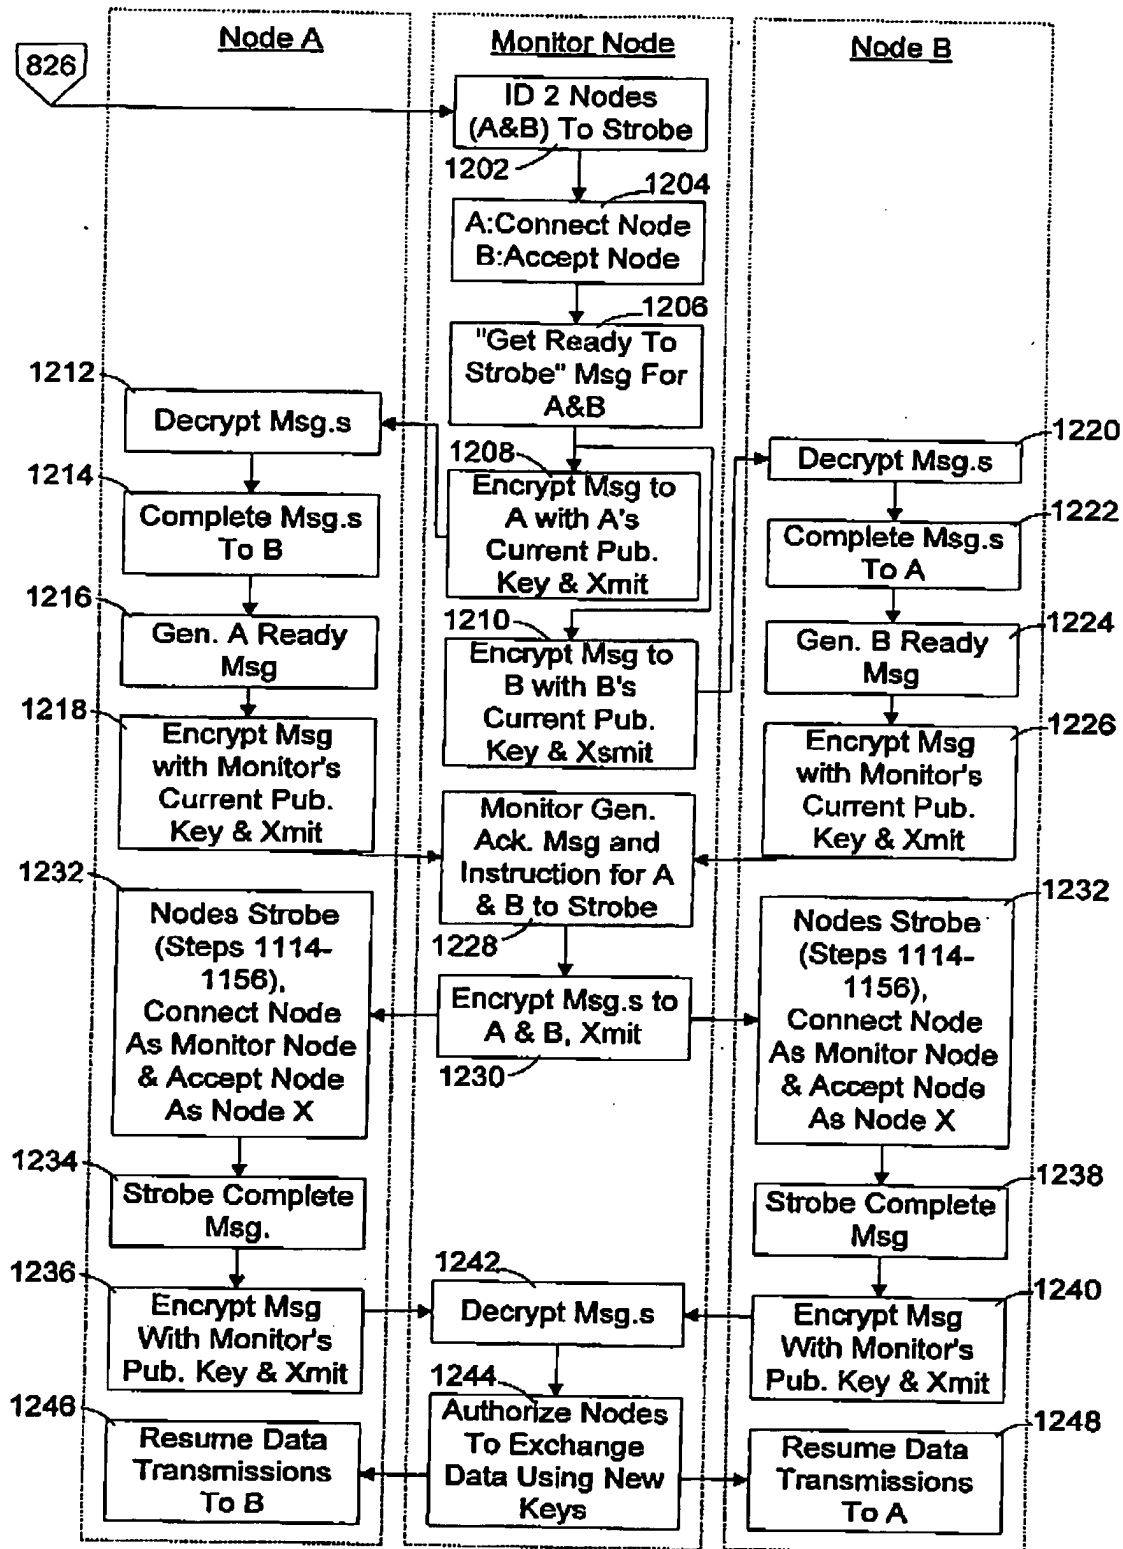 826
Node A
Monitor Node
Node B
ID 2 Nodes
(A&B) To Strobe
1202
1204
A:Connect Node
B:Accept Node
1206
"Get Ready To
Strobe" Msg For
A&B
1212
Decrypt Msg.s
1208
Encrypt Msg to
A with A's
Current Pub.
Key & Xmit
1220
Decrypt Msg.s
1214
Complete Msg.s
To B
1222
Complete Msg.s
To A
1216
Gen. A Ready
Msg
1210
Encrypt Msg to
B with B's
Current Pub.
Key & Xsmit
1224
Gen. B Ready
Msg
1218
Encrypt Msg
with Monitor's
Current Pub.
Key & Xmit
1226
Encrypt Msg
with Monitor's
Current Pub.
Key & Xmit
Monitor Gen.
Ack. Msg and
Instruction for A
& B to Strobe
1228
1232
Nodes Strobe
(Steps 1114-
1156),
Connect Node
As Monitor Node
& Accept Node
As Node X
Encrypt Msg.s to
A & B, Xmit
1230
1232
Nodes Strobe
(Steps 1114-
1156),
Connect Node
As Monitor Node
& Accept Node
As Node X
1234
Strobe Complete
Msg.
1238
Strobe Complete
Msg
1236
Encrypt Msg
With Monitor's
Pub. Key & Xmit
1242
Decrypt Msg.s
1240
Encrypt Msg
With Monitor's
Pub. Key & Xmit
1244
Authorize Nodes
To Exchange
Data Using New
Keys
1246
Resume Data
Transmissions
To B
1248
Resume Data
Transmissions
To A